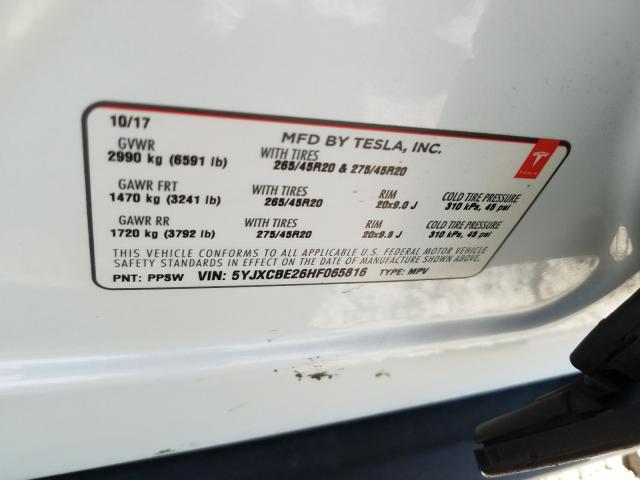 10/17
MFD BY TESLA, INC.
GVWR
2990 kg (6591 lb)
WITH TIRES
265/45R20 & 275/45R20
TESLA
GAWR FRT
1470 kg (3241 lb)
WITH TIRES
265/45R20
RIM
20x9.0 J
COLD TIRE PRESSURE
310 kPa, 45 psi
GAWR RR
1720 kg (3792 lb)
WITH TIRES
275/45R20
RIM
20x9.5 J
COLD TIRE PRESSURE
310 kPa, 45 psi
THIS VEHICLE CONFORMS TO ALL APPLICABLE U.S. FEDERAL MOTOR VEHICLE
SAFETY STANDARDS IN EFFECT ON THE DATE OF MANUFACTURE SHOWN ABOVE.
PNT: PPSW VIN: 5YJXCBE26HF065816 TYPE: MPV